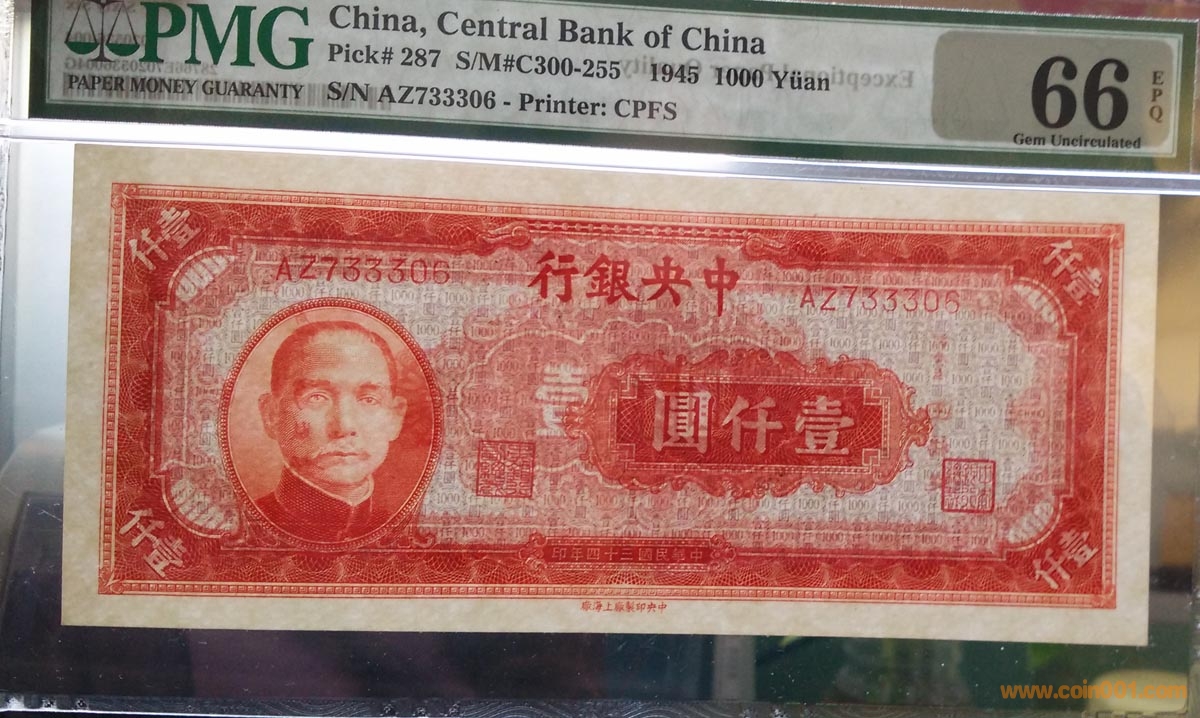 PMG
PAPER MONEY GUARANTY
China, Central Bank of China
Pick# 287 S/M#C300-255 1945 1000 Yüan
S/N AZ733306 - Printer: CPFS
66
EPQ
Gem Uncirculated
壹仟
壹仟
AZ733306
中央銀行
AZ733306
壹
壹仟圓
中華民國三十四年印
壹仟
壹仟
中央印製廠上海廠
www.coin001.com